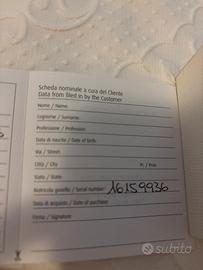 Scheda nominale a cura del Cliente
Data from filled in by the Customer
Nome / Name:
Cognome / Surname:
Professione / Profession:
Data di nascita / Date of birth:
Via / Street:
Città / City: Pr. / Prov.
Stato / State:
Matricola gioiello / Serial number: 16159936
Data di acquisto / Date of purchase:
Firma / Signature:
subito